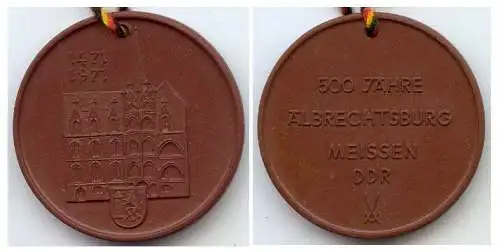 1471
1971
500 JAHRE
ALBRECHTSBURG
MEISSEN
DDR